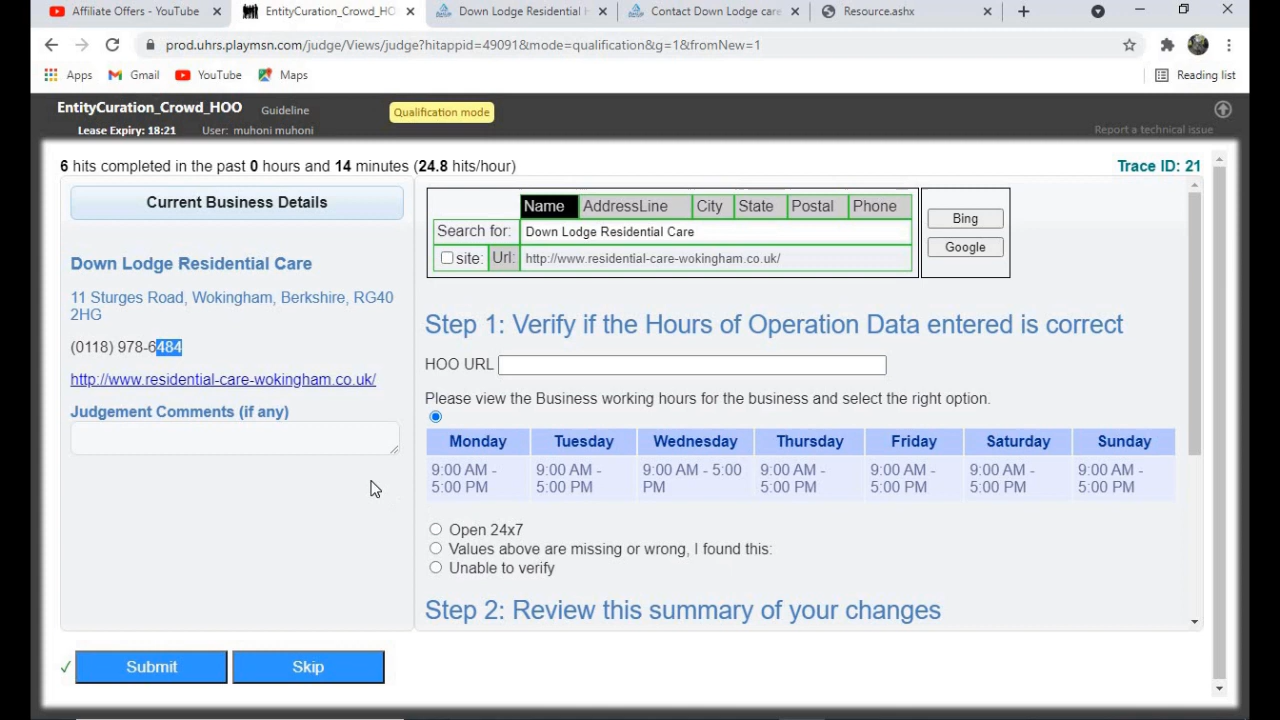 Affiliate Offers - YouTube
EntityCuration_Crowd_HO
Down Lodge Residential H
Contact Down Lodge care
Resource.ashx
prod.uhrs.playmsn.com/judge/Views/judge?hitappid=49091&mode=qualification&g=1&fromNew=1
Apps Gmail YouTube Maps Reading list
EntityCuration_Crowd_HOO Guideline Qualification mode
Lease Expiry: 18:21 User: muhoni muhoni Report a technical issue
6 hits completed in the past 0 hours and 14 minutes (24.8 hits/hour) Trace ID: 21
Current Business Details
Down Lodge Residential Care
11 Sturges Road, Wokingham, Berkshire, RG40
2HG
(0118) 978-6484
http://www.residential-care-wokingham.co.uk/
Judgement Comments (if any)
Name AddressLine City State Postal Phone
Search for: Down Lodge Residential Care
site: Url: http://www.residential-care-wokingham.co.uk/
Bing
Google
Step 1: Verify if the Hours of Operation Data entered is correct
HOO URL
Please view the Business working hours for the business and select the right option.
Monday Tuesday Wednesday Thursday Friday Saturday Sunday
9:00 AM - 9:00 AM - 9:00 AM - 5:00 9:00 AM - 9:00 AM - 9:00 AM - 9:00 AM -
5:00 PM 5:00 PM PM 5:00 PM 5:00 PM 5:00 PM 5:00 PM
Open 24x7
Values above are missing or wrong, I found this:
Unable to verify
Step 2: Review this summary of your changes
Submit Skip